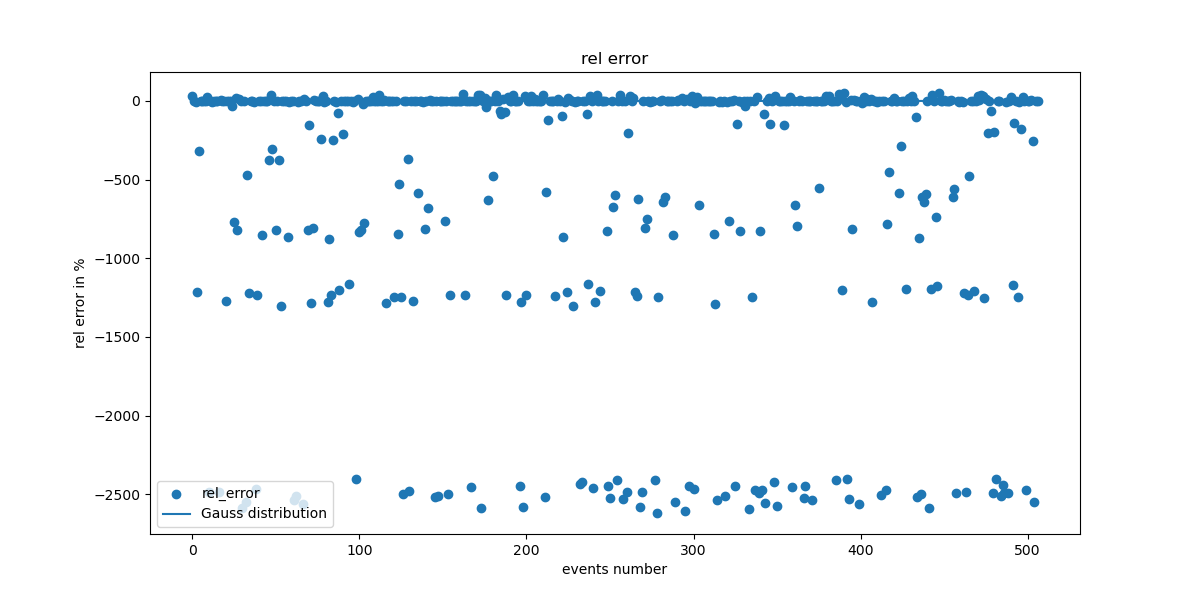 rel error
rel error in %
0
−500
−1000
−1500
−2000
−2500
rel_error
Gauss distribution
0 100 200 300 400 500
events number